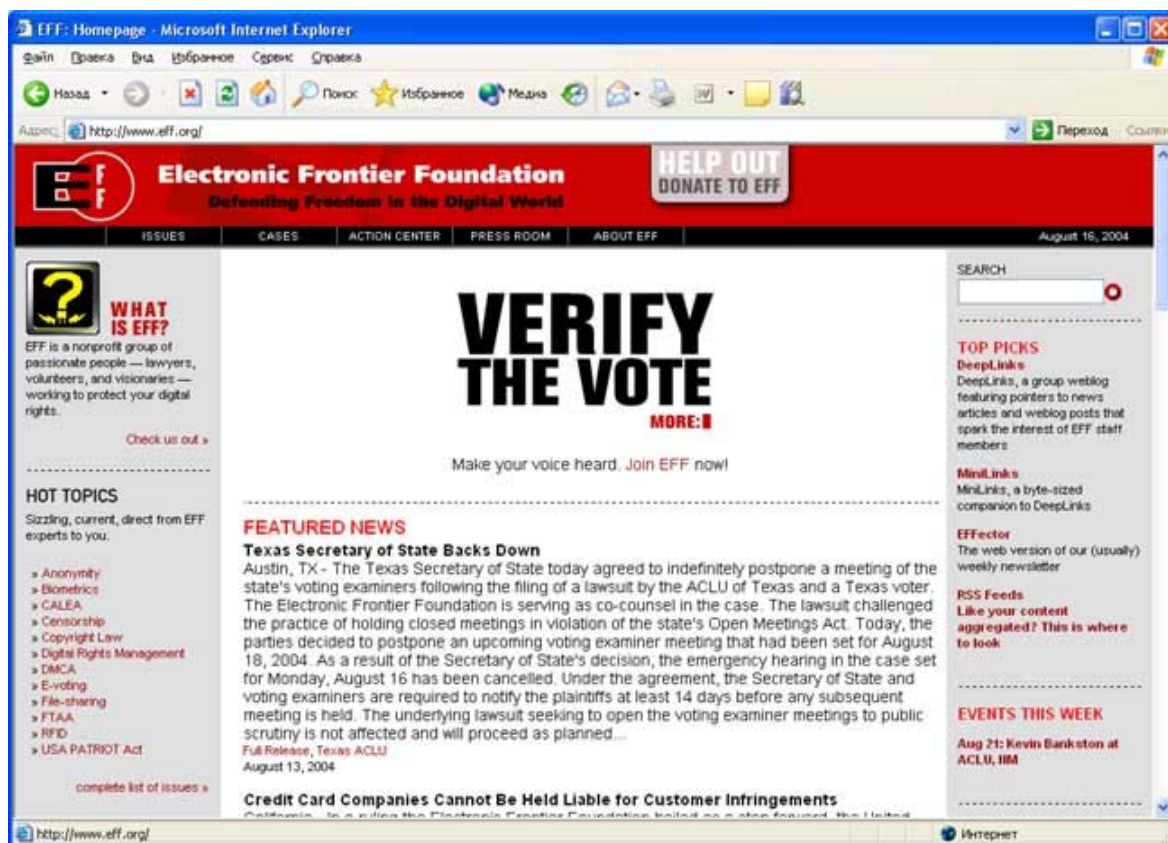 EFF: Homepage - Microsoft Internet Explorer
Файл Правка Вид Избранное Сервис Справка
Назад Поиск Избранное Медиа
Адрес: http://www.eff.org/ Переход Ссылки
EFF
Electronic Frontier Foundation
Defending Freedom in the Digital World
HELP OUT
DONATE TO EFF
ISSUES CASES ACTION CENTER PRESS ROOM ABOUT EFF August 16, 2004
WHAT
IS EFF?
EFF is a nonprofit group of
passionate people — lawyers,
volunteers, and visionaries —
working to protect your digital
rights.
Check us out »
HOT TOPICS
Sizzling, current, direct from EFF
experts to you.
» Anonymity
» Biometrics
» CALEA
» Censorship
» Copyright Law
» Digital Rights Management
» DMCA
» E-voting
» File-sharing
» FTAA
» RFID
» USA PATRIOT Act
complete list of issues »
VERIFY
THE VOTE
MORE:
Make your voice heard. Join EFF now!
FEATURED NEWS
Texas Secretary of State Backs Down
Austin, TX - The Texas Secretary of State today agreed to indefinitely postpone a meeting of the
state's voting examiners following the filing of a lawsuit by the ACLU of Texas and a Texas voter.
The Electronic Frontier Foundation is serving as co-counsel in the case. The lawsuit challenged
the practice of holding closed meetings in violation of the state's Open Meetings Act. Today, the
parties decided to postpone an upcoming voting examiner meeting that had been set for August
18, 2004. As a result of the Secretary of State's decision, the emergency hearing in the case set
for Monday, August 16 has been cancelled. Under the agreement, the Secretary of State and
voting examiners are required to notify the plaintiffs at least 14 days before any subsequent
meeting is held. The underlying lawsuit seeking to open the voting examiner meetings to public
scrutiny is not affected and will proceed as planned...
Full Release, Texas ACLU
August 13, 2004
Credit Card Companies Cannot Be Held Liable for Customer Infringements
California - In a ruling the Electronic Frontier Foundation hailed as a step forward, the United
SEARCH
TOP PICKS
DeepLinks
DeepLinks, a group weblog
featuring pointers to news
articles and weblog posts that
spark the interest of EFF staff
members
MiniLinks
MiniLinks, a byte-sized
companion to DeepLinks
EFFector
The web version of our (usually)
weekly newsletter
RSS Feeds
Like your content
aggregated? This is where
to look
EVENTS THIS WEEK
Aug 21: Kevin Bankston at
ACLU, IIM
http://www.eff.org/ Интернет